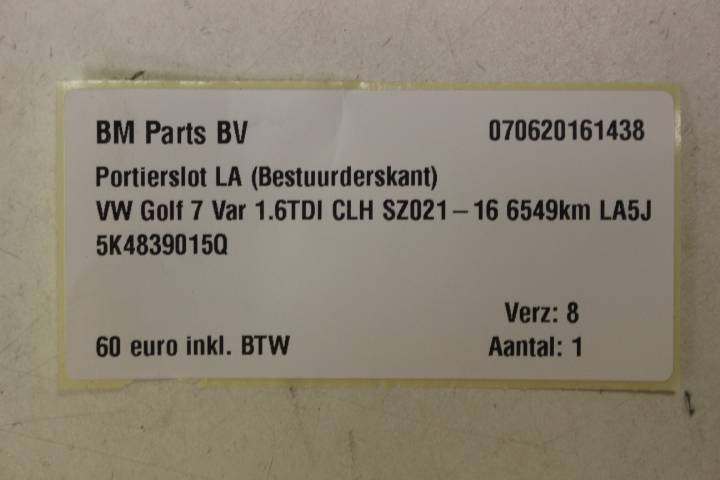 BM Parts BV 070620161438
Portierslot LA (Bestuurderskant)
VW Golf 7 Var 1.6TDI CLH SZ021 – 16 6549km LA5J
5K4839015Q
Verz: 8
60 euro inkl. BTW Aantal: 1